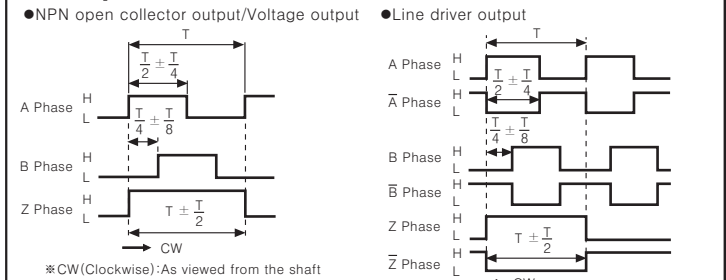 ●NPN open collector output/Voltage output
T
T/2 ± T/4
A Phase H L
T/4 ± T/8
B Phase H L
Z Phase H L
T ± T/2
CW
※CW(Clockwise):As viewed from the shaft
●Line driver output
T
A Phase H L
T/2 ± T/4
A̅ Phase H L
T/4 ± T/8
B Phase H L
B̅ Phase H L
Z Phase H L
T ± T/2
Z̅ Phase H L